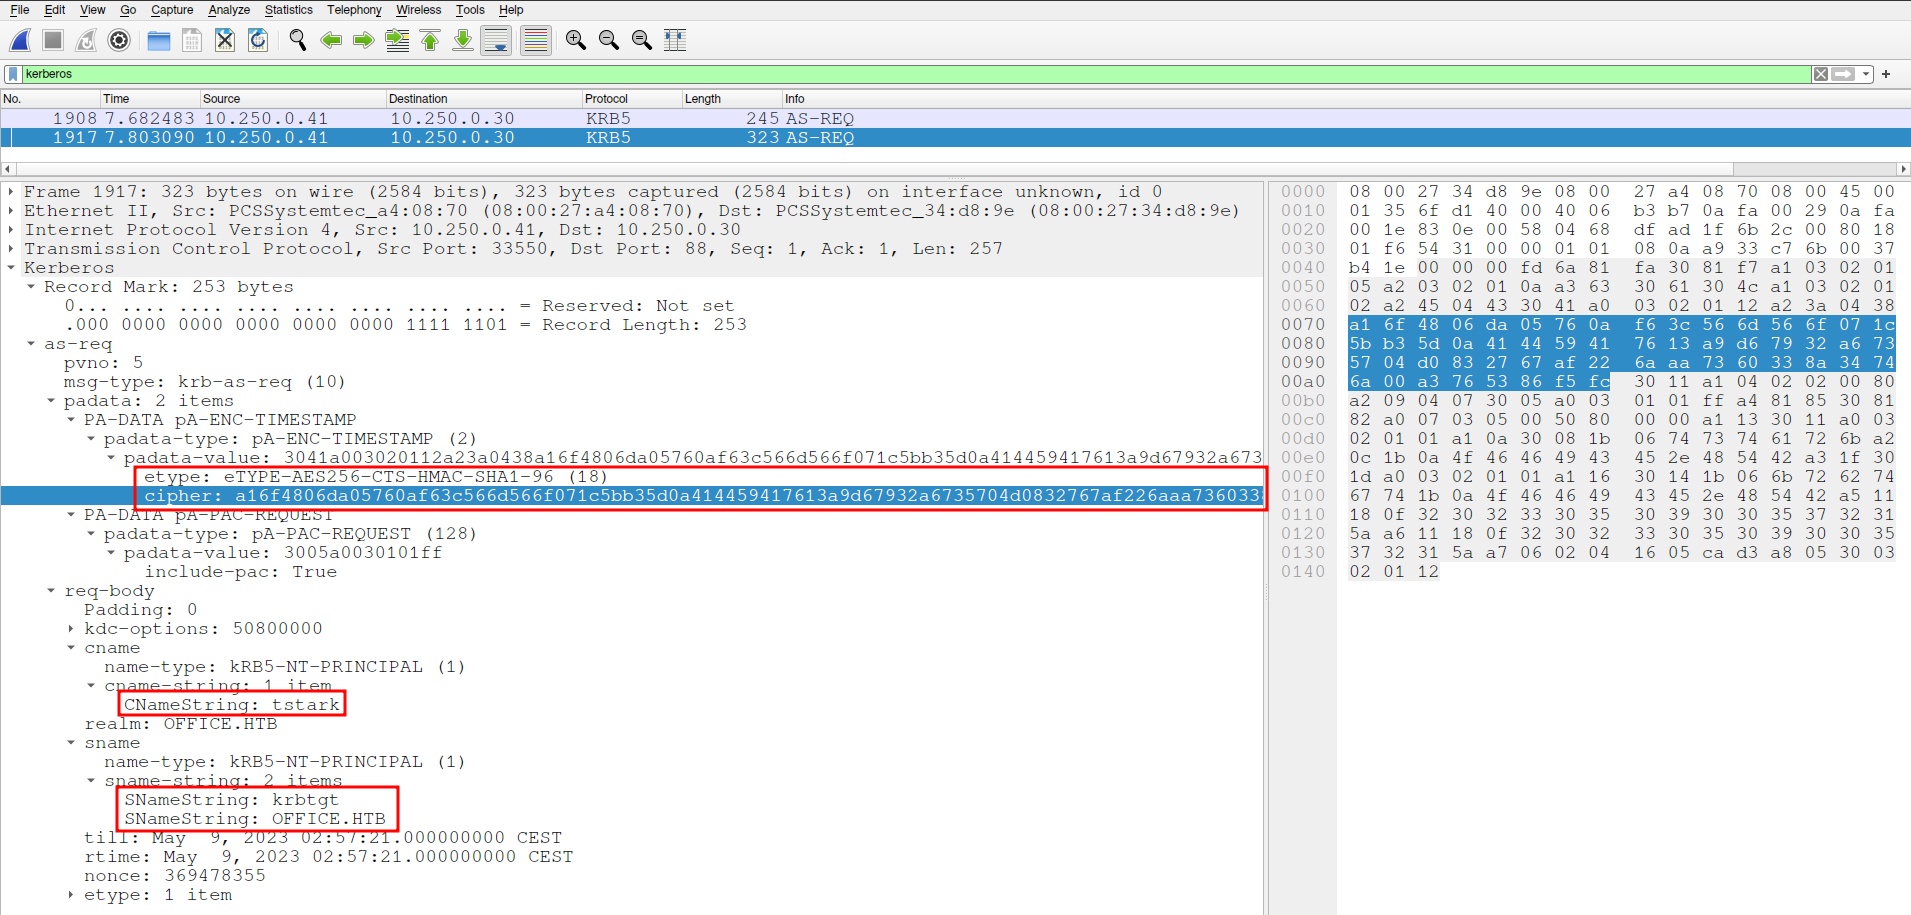 File Edit View Go Capture Analyze Statistics Telephony Wireless Tools Help
kerberos
No. Time Source Destination Protocol Length Info
1908 7.682483 10.250.0.41 10.250.0.30 KRB5 245 AS-REQ
1917 7.803090 10.250.0.41 10.250.0.30 KRB5 323 AS-REQ
Frame 1917: 323 bytes on wire (2584 bits), 323 bytes captured (2584 bits) on interface unknown, id 0
Ethernet II, Src: PCSSystemtec_a4:08:70 (08:00:27:a4:08:70), Dst: PCSSystemtec_34:d8:9e (08:00:27:34:d8:9e)
Internet Protocol Version 4, Src: 10.250.0.41, Dst: 10.250.0.30
Transmission Control Protocol, Src Port: 33550, Dst Port: 88, Seq: 1, Ack: 1, Len: 257
Kerberos
Record Mark: 253 bytes
0... .... .... .... .... .... .... .... = Reserved: Not set
.000 0000 0000 0000 0000 0000 1111 1101 = Record Length: 253
as-req
pvno: 5
msg-type: krb-as-req (10)
padata: 2 items
PA-DATA pA-ENC-TIMESTAMP
padata-type: pA-ENC-TIMESTAMP (2)
padata-value: 3041a003020112a23a0438a16f4806da05760af63c566d566f071c5bb35d0a414459417613a9d67932a673
etype: eTYPE-AES256-CTS-HMAC-SHA1-96 (18)
cipher: a16f4806da05760af63c566d566f071c5bb35d0a414459417613a9d67932a6735704d0832767af226aaa736033
PA-DATA pA-PAC-REQUEST
padata-type: pA-PAC-REQUEST (128)
padata-value: 3005a0030101ff
include-pac: True
req-body
Padding: 0
kdc-options: 50800000
cname
name-type: kRB5-NT-PRINCIPAL (1)
cname-string: 1 item
CNameString: tstark
realm: OFFICE.HTB
sname
name-type: kRB5-NT-PRINCIPAL (1)
sname-string: 2 items
SNameString: krbtgt
SNameString: OFFICE.HTB
till: May  9, 2023 02:57:21.000000000 CEST
rtime: May  9, 2023 02:57:21.000000000 CEST
nonce: 369478355
etype: 1 item
0000 08 00 27 34 d8 9e 08 00 27 a4 08 70 08 00 45 00
0010 01 35 6f d1 40 00 40 06 b3 b7 0a fa 00 29 0a fa
0020 00 1e 83 0e 00 58 04 68 df ad 1f 6b 2c 00 80 18
0030 01 f6 54 31 00 00 01 01 08 0a a9 33 c7 6b 00 37
0040 b4 1e 00 00 00 fd 6a 81 fa 30 81 f7 a1 03 02 01
0050 05 a2 03 02 01 0a a3 63 30 61 30 4c a1 03 02 01
0060 02 a2 45 04 43 30 41 a0 03 02 01 12 a2 3a 04 38
0070 a1 6f 48 06 da 05 76 0a f6 3c 56 6d 56 6f 07 1c
0080 5b b3 5d 0a 41 44 59 41 76 13 a9 d6 79 32 a6 73
0090 57 04 d0 83 27 67 af 22 6a aa 73 60 33 8a 34 74
00a0 6a 00 a3 76 53 86 f5 fc 30 11 a1 04 02 02 00 80
00b0 a2 09 04 07 30 05 a0 03 01 01 ff a4 81 85 30 81
00c0 82 a0 07 03 05 00 50 80 00 00 a1 13 30 11 a0 03
00d0 02 01 01 a1 0a 30 08 1b 06 74 73 74 61 72 6b a2
00e0 0c 1b 0a 4f 46 46 49 43 45 2e 48 54 42 a3 1f 30
00f0 1d a0 03 02 01 01 a1 16 30 14 1b 06 6b 72 62 74
0100 67 74 1b 0a 4f 46 46 49 43 45 2e 48 54 42 a5 11
0110 18 0f 32 30 32 33 30 35 30 39 30 30 35 37 32 31
0120 5a a6 11 18 0f 32 30 32 33 30 35 30 39 30 30 35
0130 37 32 31 5a a7 06 02 04 16 05 ca d3 a8 05 30 03
0140 02 01 12